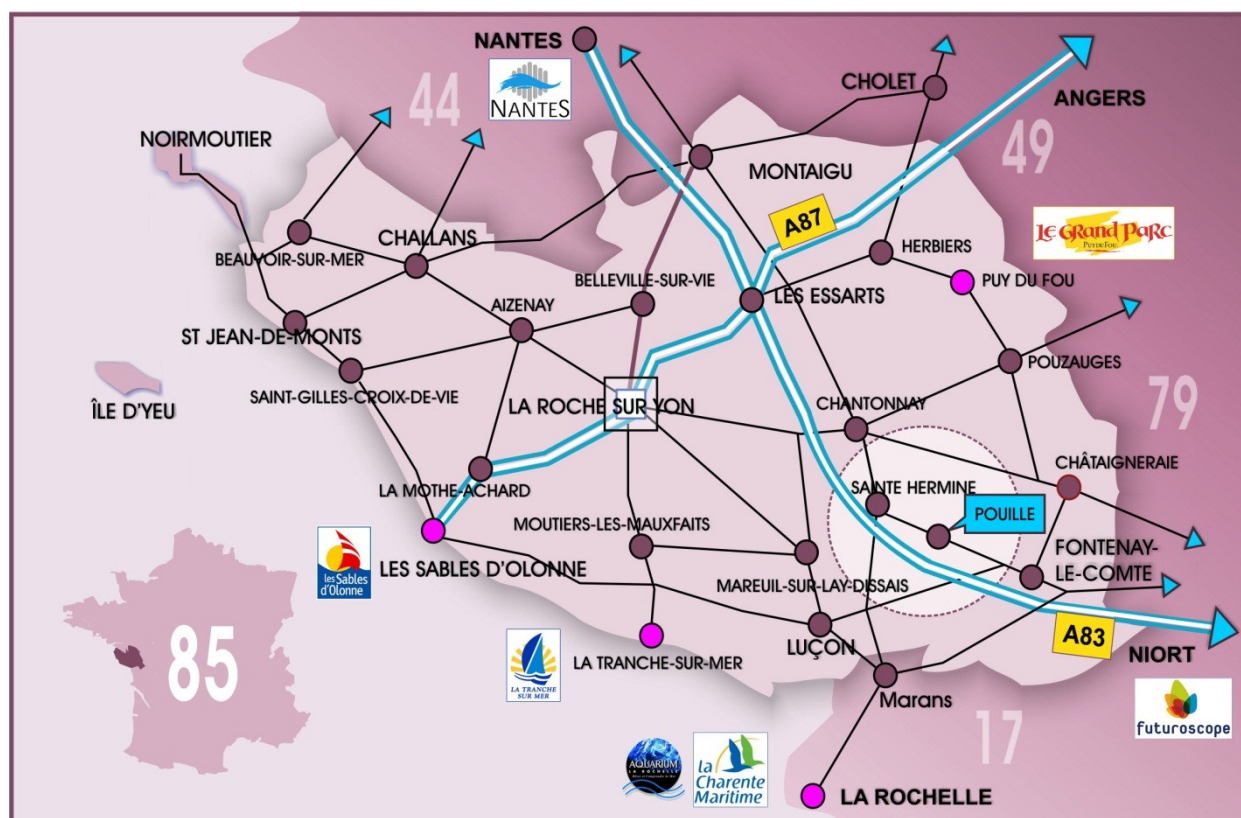 NANTES
NANTES
44
CHOLET
ANGERS
49
NOIRMOUTIER
MONTAIGU
A87
LE GRAND PARC
PUY DU FOU
BEAUVOIR-SUR-MER
CHALLANS
HERBIERS
BELLEVILLE-SUR-VIE
PUY DU FOU
AIZENAY
LES ESSARTS
ST JEAN-DE-MONTS
POUZAUGES
SAINT-GILLES-CROIX-DE-VIE
ÎLE D'YEU
LA ROCHE SUR YON
CHANTONNAY
79
CHÂTAIGNERAIE
LA MOTHE-ACHARD
SAINTE HERMINE
POUILLE
MOUTIERS-LES-MAUXFAITS
FONTENAY-
LE-COMTE
les Sables
d'Olonne
LES SABLES D'OLONNE
MAREUIL-SUR-LAY-DISSAIS
85
LUÇON
A83
NIORT
LA TRANCHE-SUR-MER
LA TRANCHE
SUR MER
Marans
17
futuroscope
AQUARIUM
LA ROCHELLE
la
Charente
Maritime
LA ROCHELLE